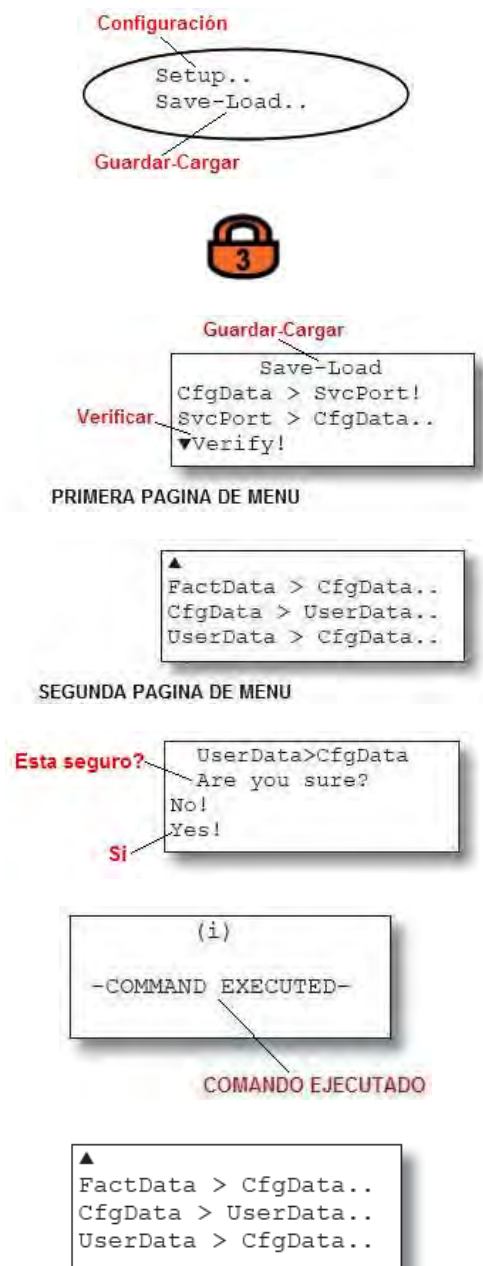 Configuración
Setup..
Save-Load..
Guardar-Cargar
3
Guardar-Cargar
Save-Load
CfgData > SvcPort!
Verificar
SvcPort > CfgData..
▼Verify!
PRIMERA PAGINA DE MENU
▲
FactData > CfgData..
CfgData > UserData..
UserData > CfgData..
SEGUNDA PAGINA DE MENU
UserData>CfgData
Esta seguro?
Are you sure?
No!
Yes!
Si
(i)
-COMMAND EXECUTED-
COMANDO EJECUTADO
▲
FactData > CfgData..
CfgData > UserData..
UserData > CfgData..